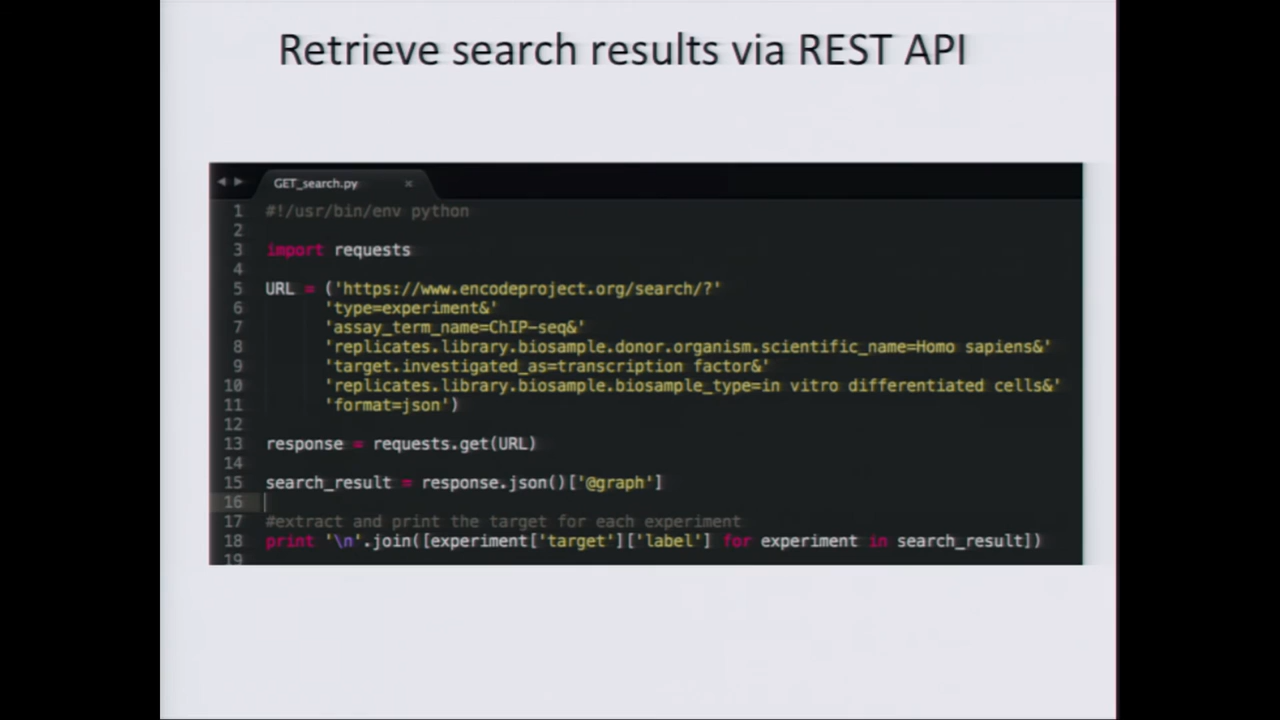 Retrieve search results via REST API
GET_search.py ×
1 #!/usr/bin/env python
2
3 import requests
4
5 URL = ('https://www.encodeproject.org/search/?'
6 'type=experiment&'
7 'assay_term_name=ChIP-seq&'
8 'replicates.library.biosample.donor.organism.scientific_name=Homo sapiens&'
9 'target.investigated_as=transcription factor&'
10 'replicates.library.biosample.biosample_type=in vitro differentiated cells&'
11 'format=json')
12
13 response = requests.get(URL)
14
15 search_result = response.json()['@graph']
16
17 #extract and print the target for each experiment
18 print '\n'.join([experiment['target']['label'] for experiment in search_result])
19